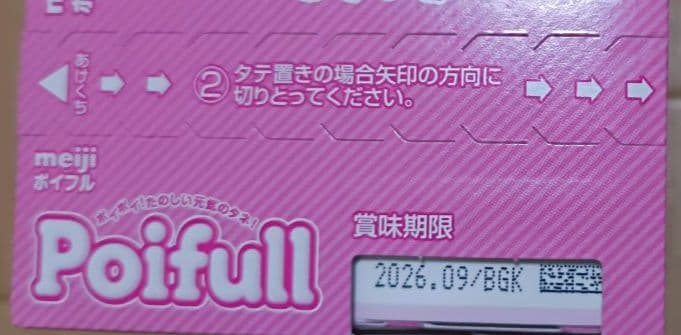 あけくち
② タテ置きの場合矢印の方向に
切りとってください。
meiji
ポイフル
ポイポイ!たのしい元気のタネ!
Poifull
賞味期限
2026.09/BGK